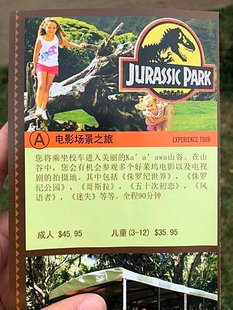 JURASSIC PARK
A 电影场景之旅 EXPERIENCE TOUR
您将乘坐校车进入美丽的Ka'a'awa山谷。在山
谷中，您会有机会参观多个好莱坞电影以及电视
剧的拍摄地。其中包括《侏罗纪世界》，《侏罗
纪公园》，《哥斯拉》，《五十次初恋》，《风
语者》，《迷失》等等。全程90分钟
成人 $45.95 儿童(3-12) $35.95